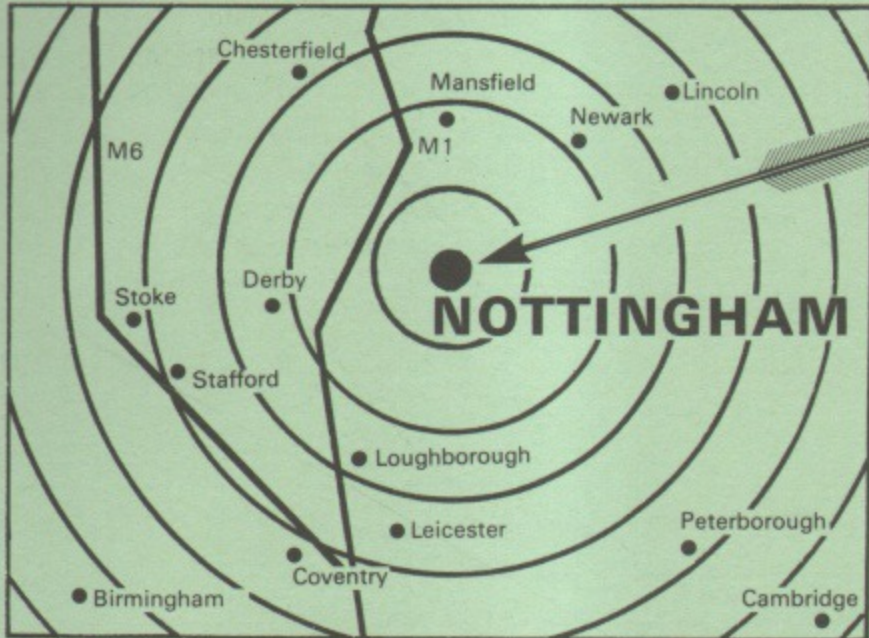 Chesterfield
Mansfield
Lincoln
Newark
M6
M1
Derby
Stoke
NOTTINGHAM
Stafford
Loughborough
Leicester
Peterborough
Coventry
Birmingham
Cambridge